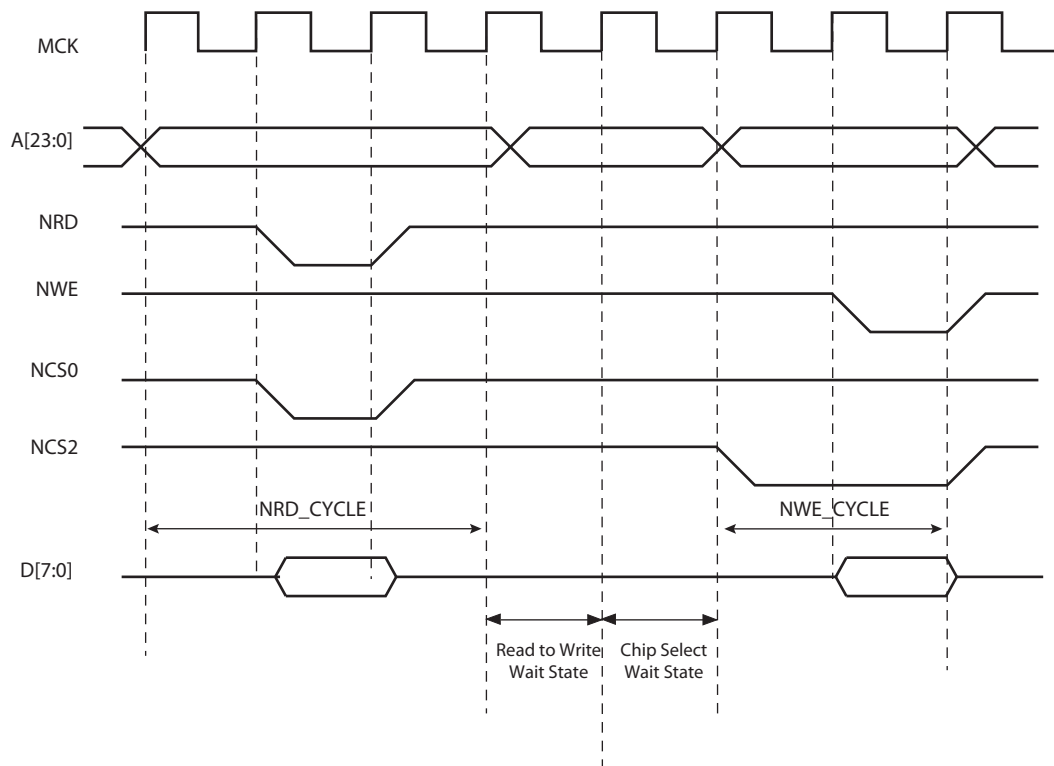 MCK
A[23:0]
NRD
NWE
NCS0
NCS2
NRD_CYCLE
NWE_CYCLE
D[7:0]
Read to Write
Wait State
Chip Select
Wait State